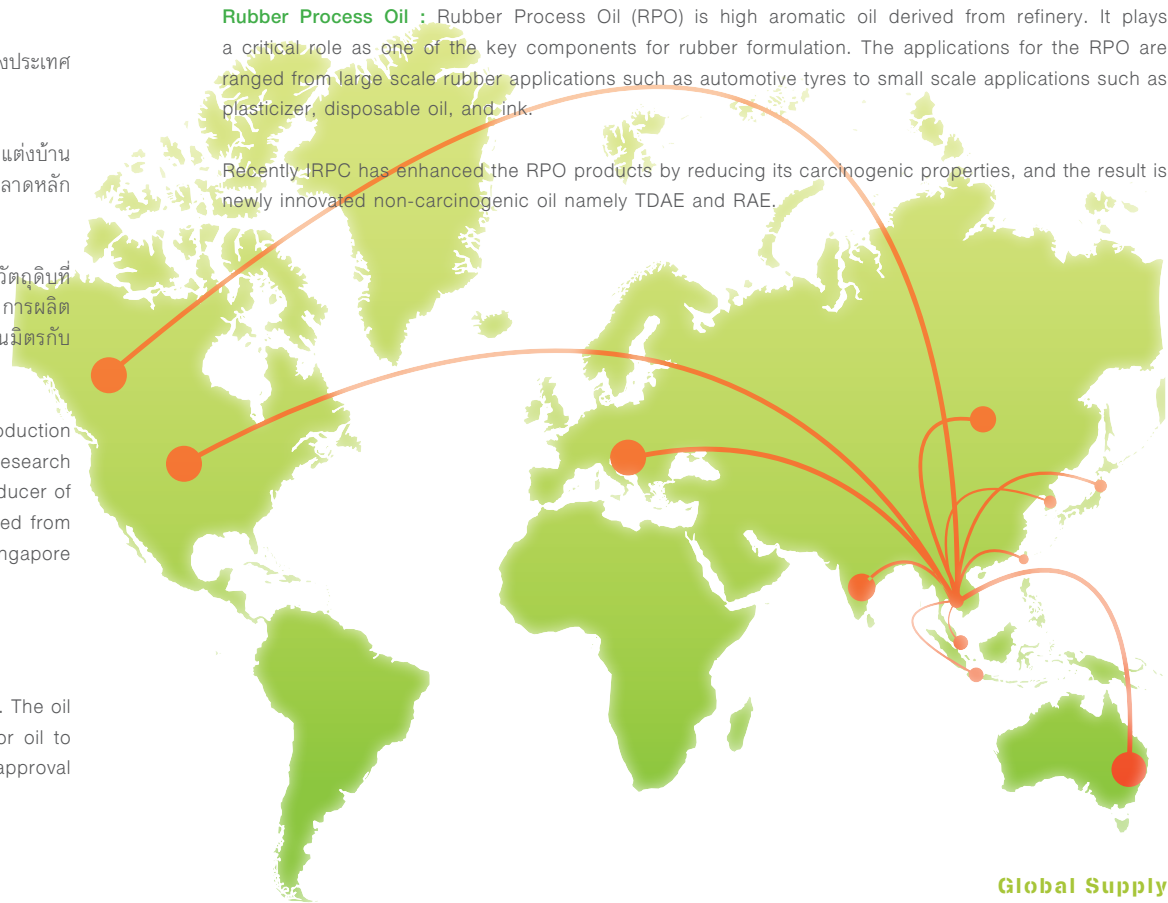 งประเทศ
แต่งบ้าน
ลาดหลัก
วัตถุดิบที่
การผลิต
นมิตรกับ
oduction
esearch
ducer of
ed from
ngapore
. The oil
or oil to
approval
Rubber Process Oil : Rubber Process Oil (RPO) is high aromatic oil derived from refinery. It plays
a critical role as one of the key components for rubber formulation. The applications for the RPO are
ranged from large scale rubber applications such as automotive tyres to small scale applications such as
plasticizer, disposable oil, and ink.
Recently IRPC has enhanced the RPO products by reducing its carcinogenic properties, and the result is
newly innovated non-carcinogenic oil namely TDAE and RAE.
Global Supply